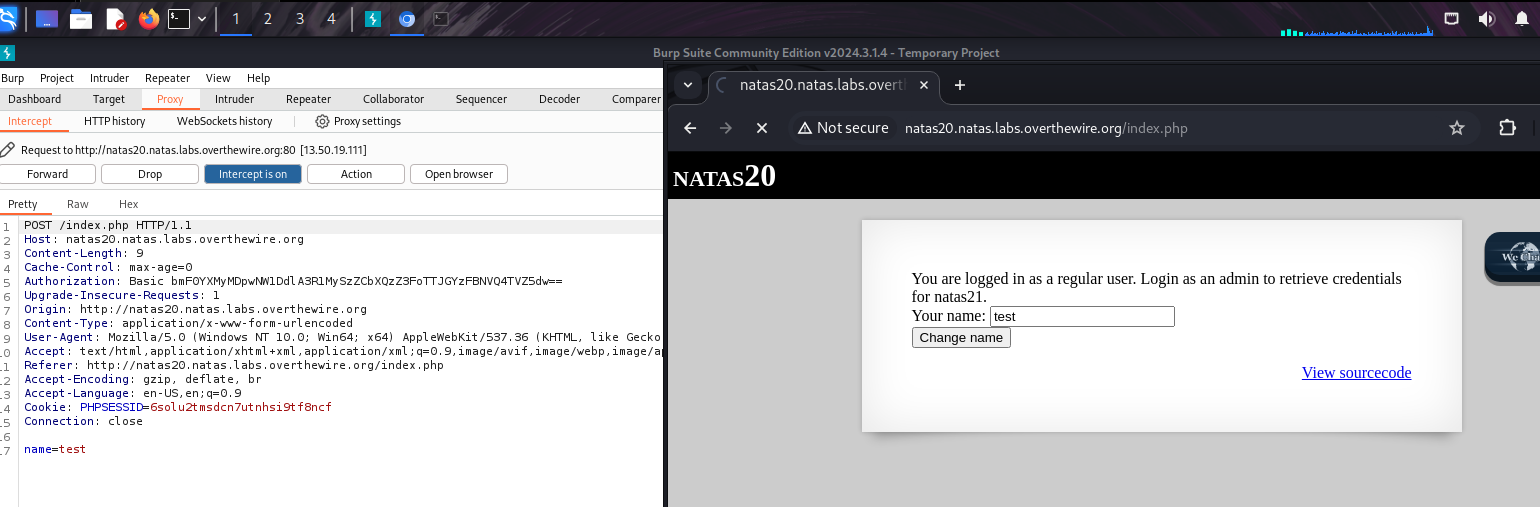 1 2 3 4
Burp Suite Community Edition v2024.3.1.4 - Temporary Project
Burp Project Intruder Repeater View Help
Dashboard Target Proxy Intruder Repeater Collaborator Sequencer Decoder Comparer
Intercept HTTP history WebSockets history Proxy settings
Request to http://natas20.natas.labs.overthewire.org:80 [13.50.19.111]
Forward Drop Intercept is on Action Open browser
Pretty Raw Hex
1 POST /index.php HTTP/1.1
2 Host: natas20.natas.labs.overthewire.org
3 Content-Length: 9
4 Cache-Control: max-age=0
5 Authorization: Basic
6 Upgrade-Insecure-Requests: 1
7 Origin: http://natas20.natas.labs.overthewire.org
8 Content-Type: application/x-www-form-urlencoded
9 User-Agent: Mozilla/5.0 (Windows NT 10.0; Win64; x64) AppleWebKit/537.36 (KHTML, like Gecko
10 Accept: text/html,application/xhtml+xml,application/xml;q=0.9,image/avif,image/webp,image/ap
11 Referer: http://natas20.natas.labs.overthewire.org/index.php
12 Accept-Encoding: gzip, deflate, br
13 Accept-Language: en-US,en;q=0.9
14 Cookie: PHPSESSID=6solu2tmsdcn7utnhsi9tf8ncf
15 Connection: close
16
17 name=test
natas20.natas.labs.overth
Not secure natas20.natas.labs.overthewire.org/index.php
NATAS20
You are logged in as a regular user. Login as an admin to retrieve credentials
for natas21.
Your name: test
Change name
View sourcecode
We Cha